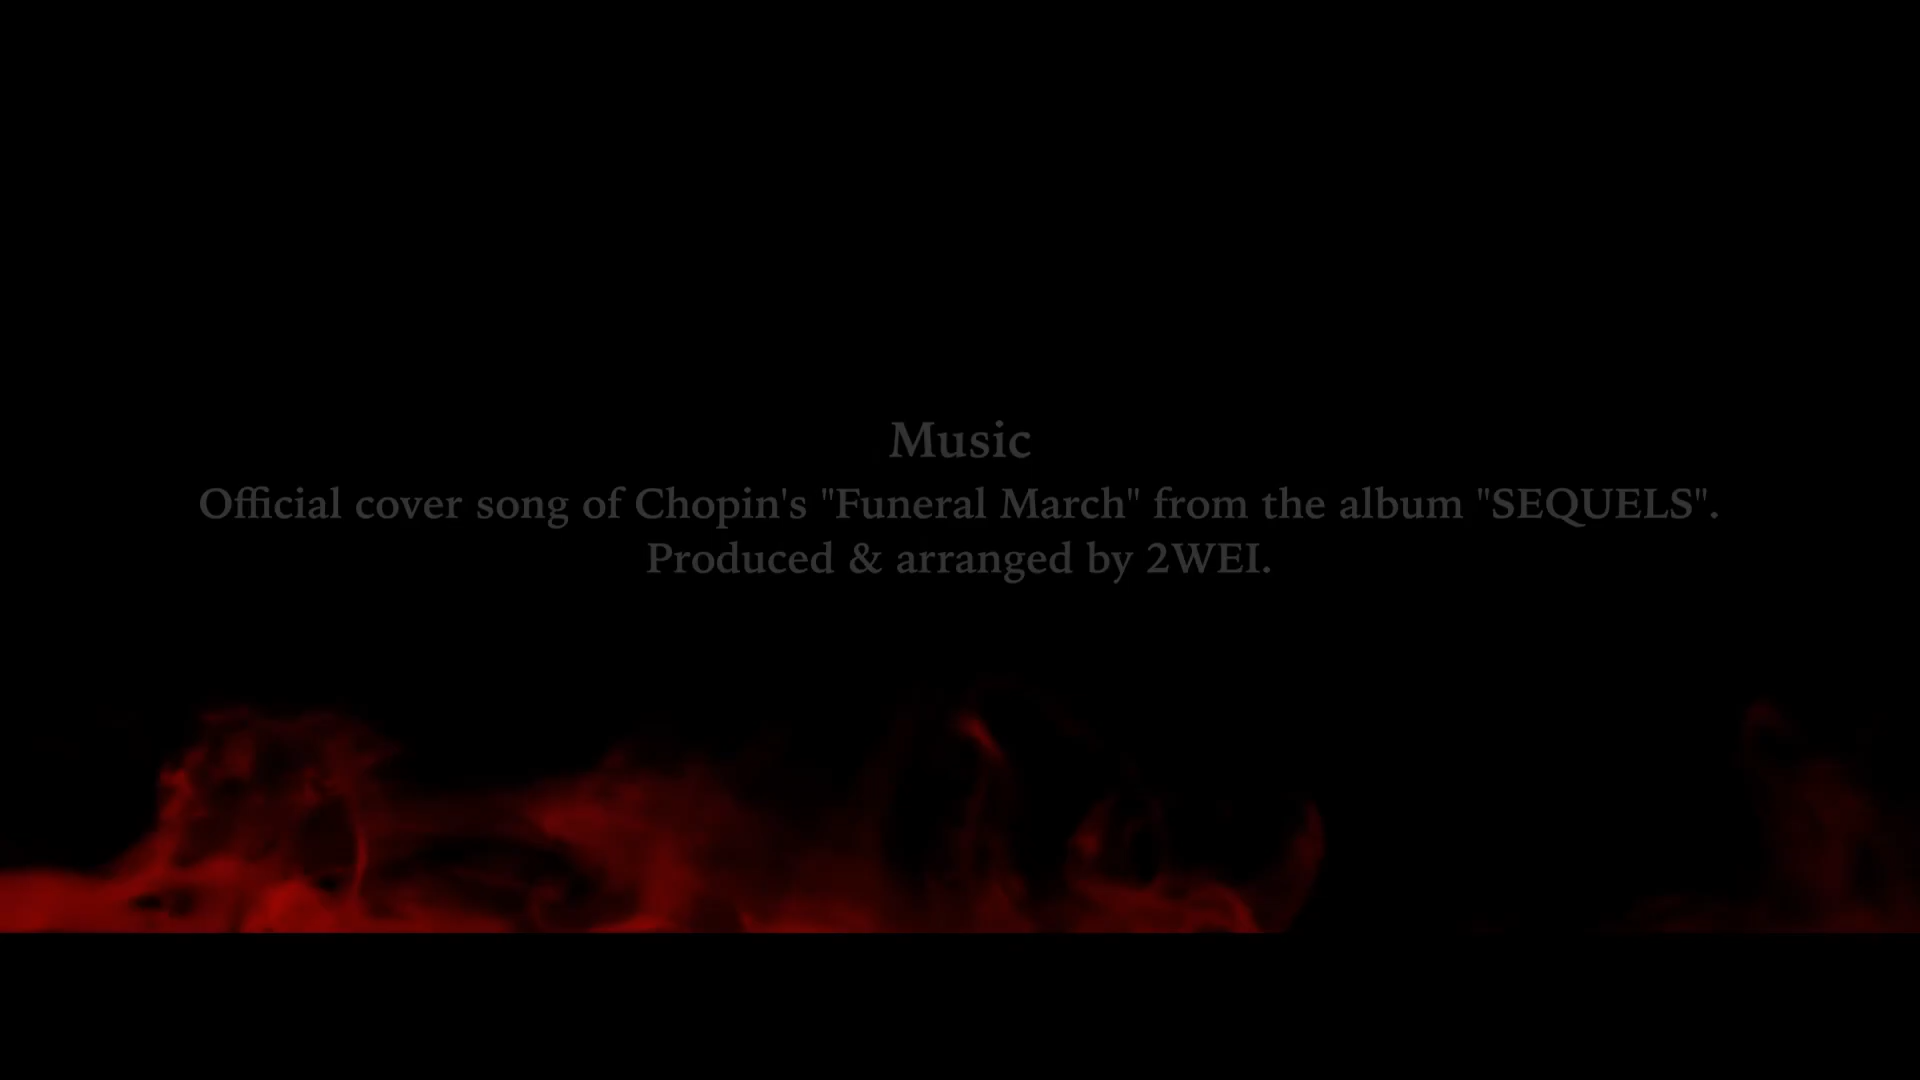 Music
Official cover song of Chopin's "Funeral March" from the album "SEQUELS".
Produced & arranged by 2WEI.